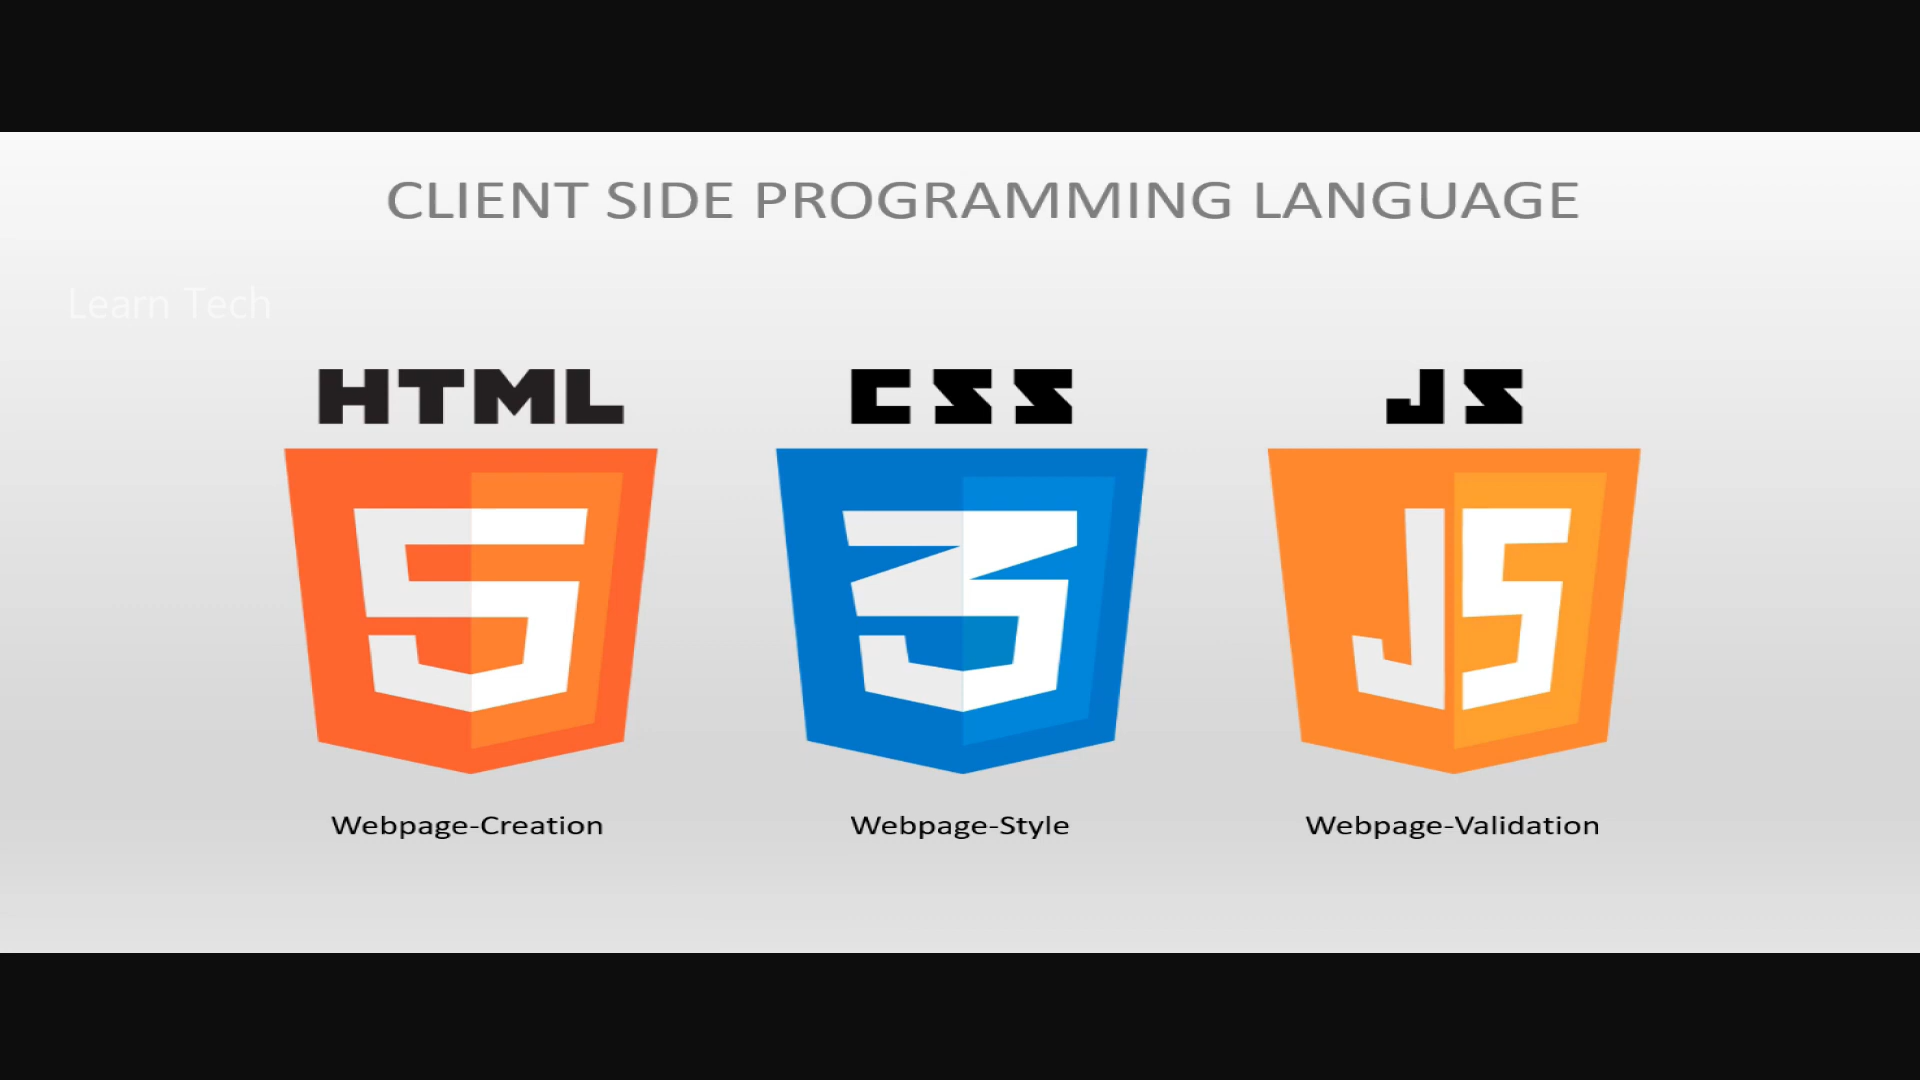 CLIENT SIDE PROGRAMMING LANGUAGE
Learn Tech
HTML CSS JS
5 3 JS
Webpage-Creation Webpage-Style Webpage-Validation